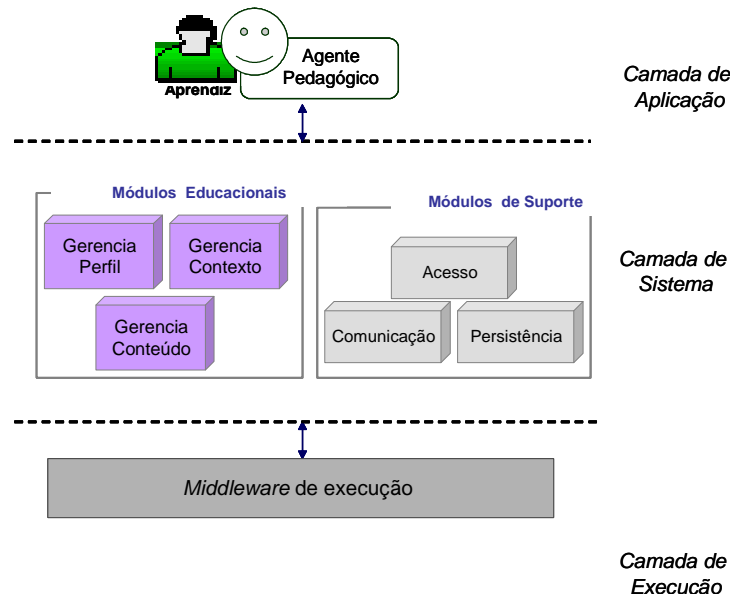 Agente
Pedagógico
Aprendiz
Camada de
Aplicação
Módulos Educacionais
Gerencia
Perfil
Gerencia
Contexto
Gerencia
Conteúdo
Módulos de Suporte
Acesso
Comunicação
Persistência
Camada de
Sistema
Middleware de execução
Camada de
Execução